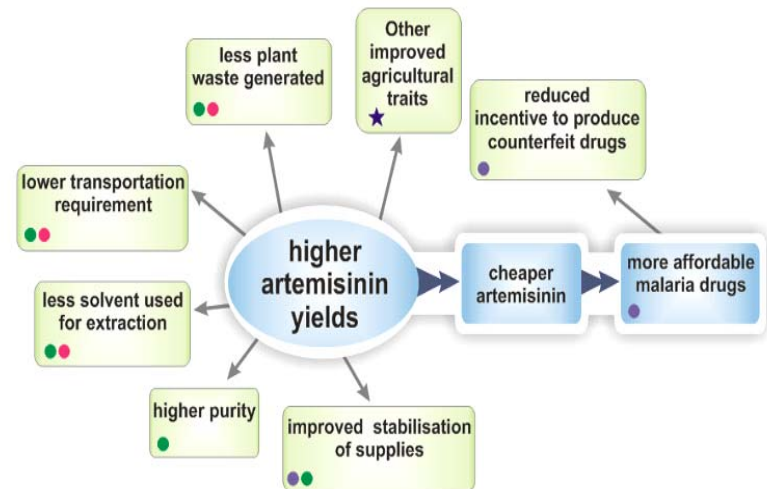 less plant
waste generated
Other
improved
agricultural
traits
reduced
incentive to produce
counterfeit drugs
lower transportation
requirement
higher
artemisinin
yields
cheaper
artemisinin
more affordable
malaria drugs
less solvent used
for extraction
higher purity
improved stabilisation
of supplies